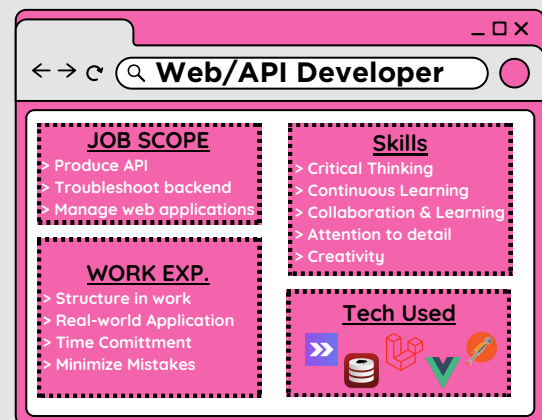 Web/API Developer
JOB SCOPE
> Produce API
> Troubleshoot backend
> Manage web applications
WORK EXP.
> Structure in work
> Real-world Application
> Time Comittment
> Minimize Mistakes
Skills
> Critical Thinking
> Continuous Learning
> Collaboration & Learning
> Attention to detail
> Creativity
Tech Used